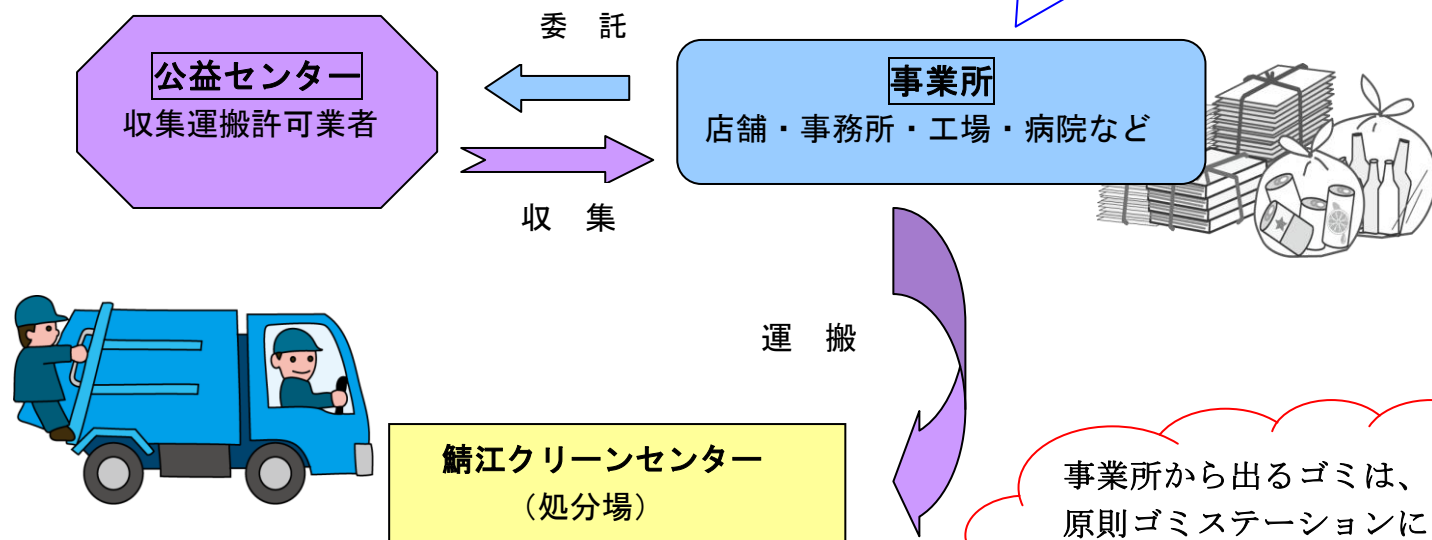 委　託
公益センター
収集運搬許可業者
事業所
店舗・事務所・工場・病院など
収　集
運　搬
鯖江クリーンセンター
（処分場）
事業所から出るゴミは、
原則ゴミステーションに